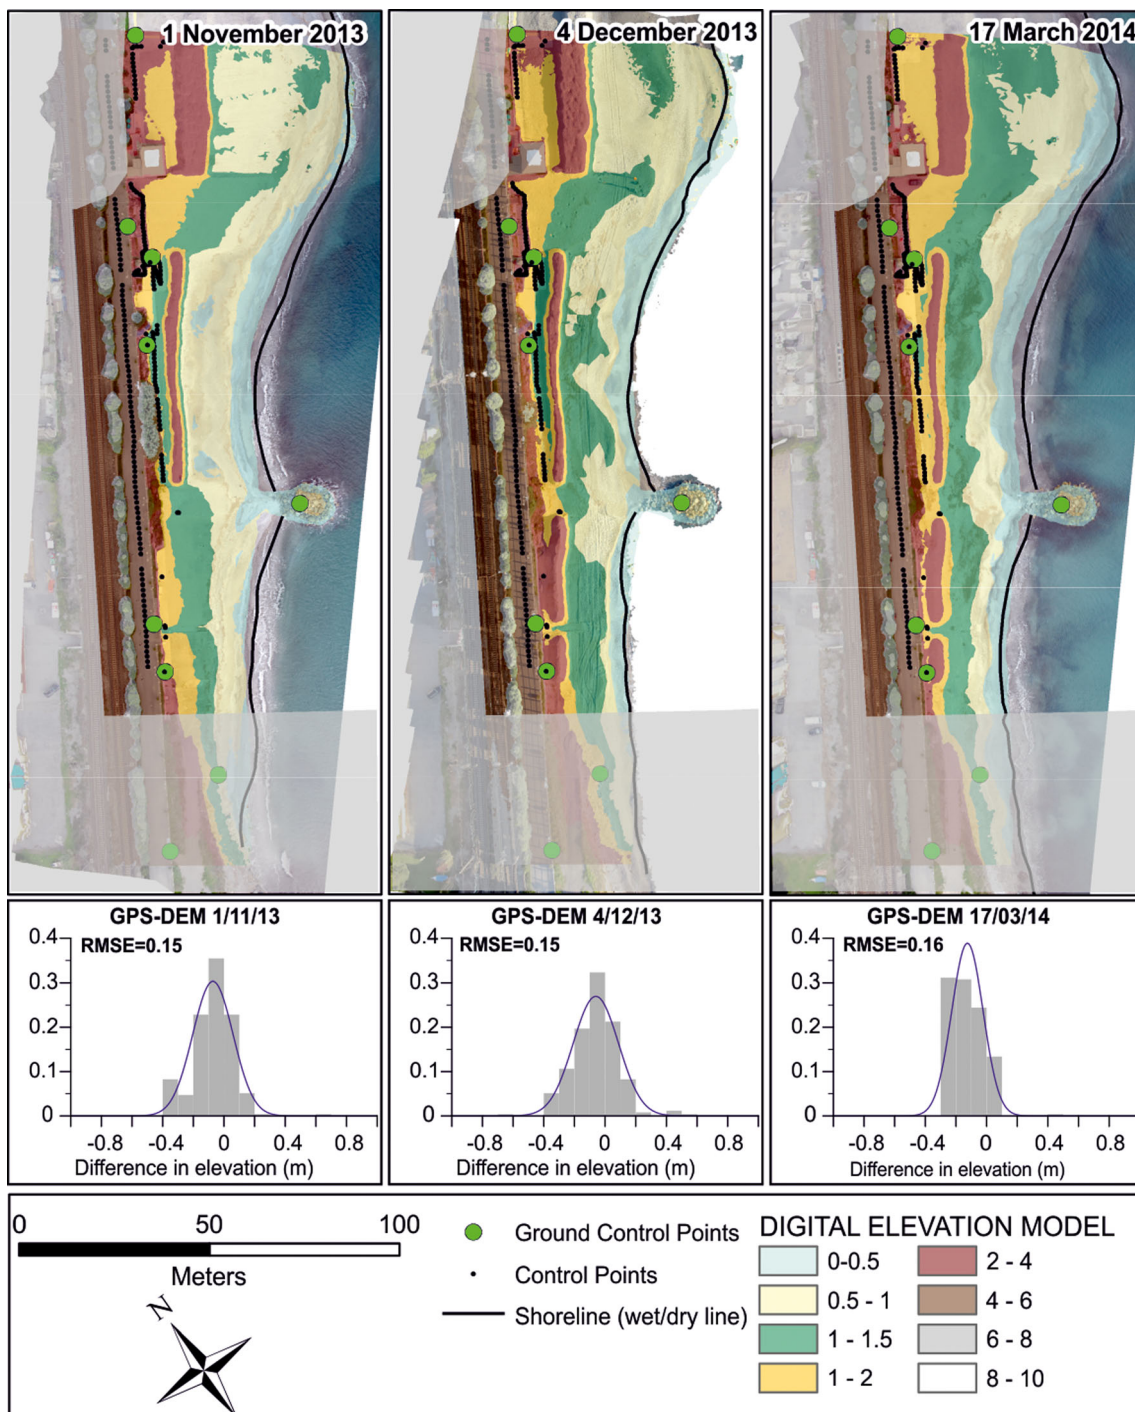 1 November 2013
4 December 2013
17 March 2014
GPS-DEM 1/11/13
RMSE=0.15
0.4
0.3
0.2
0.1
0
-0.8 -0.4 0 0.4 0.8
Difference in elevation (m)
GPS-DEM 4/12/13
RMSE=0.15
0.4
0.3
0.2
0.1
0
-0.8 -0.4 0 0.4 0.8
Difference in elevation (m)
GPS-DEM 17/03/14
RMSE=0.16
0.4
0.3
0.2
0.1
0
-0.8 -0.4 0 0.4 0.8
Difference in elevation (m)
0 50 100
Meters
N
Ground Control Points
Control Points
Shoreline (wet/dry line)
DIGITAL ELEVATION MODEL
0-0.5
0.5 - 1
1 - 1.5
1 - 2
2 - 4
4 - 6
6 - 8
8 - 10